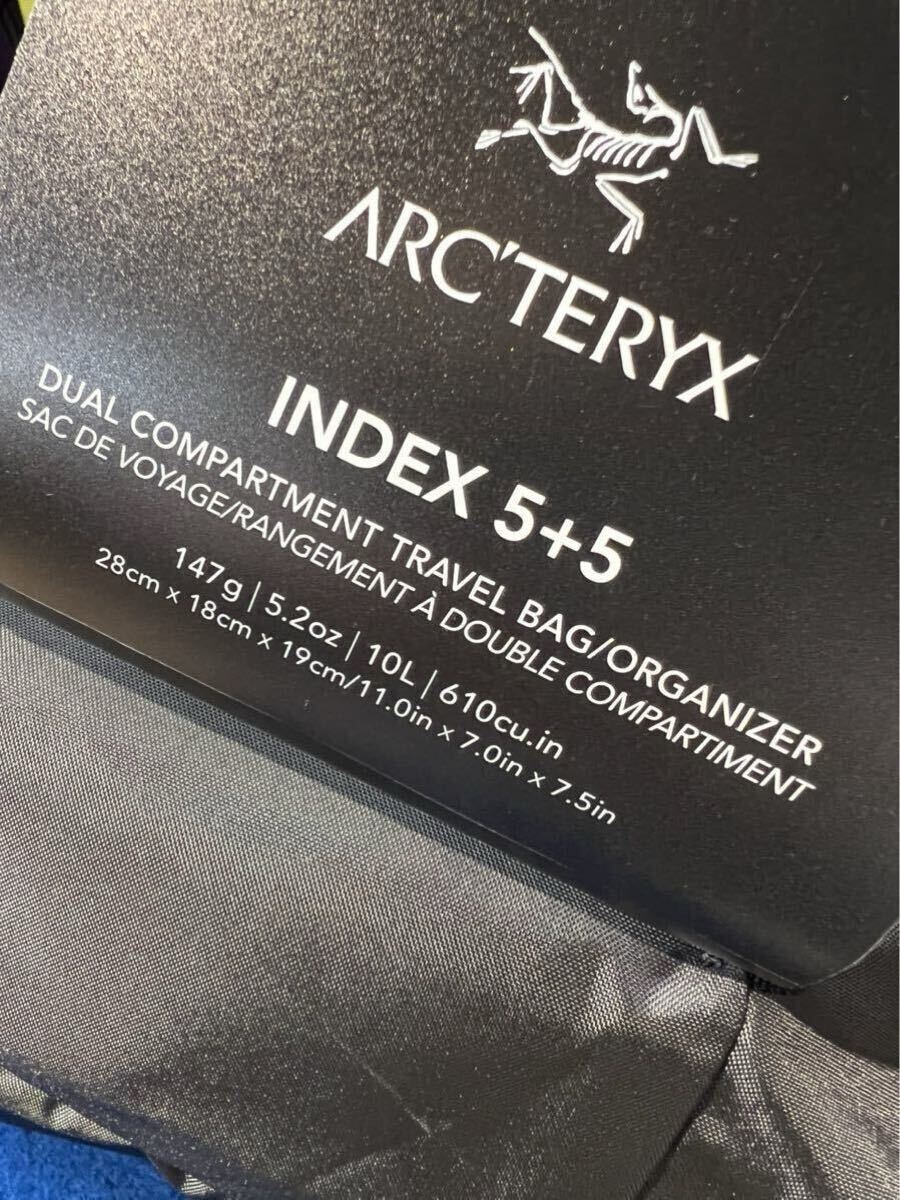 ARC'TERYX
INDEX 5+5
DUAL COMPARTMENT TRAVEL BAG/ORGANIZER
SAC DE VOYAGE/RANGEMENT À DOUBLE COMPARTIMENT
147g | 5.2oz | 10L | 610cu.in
28cm x 18cm x 19cm/11.0in x 7.0in x 7.5in